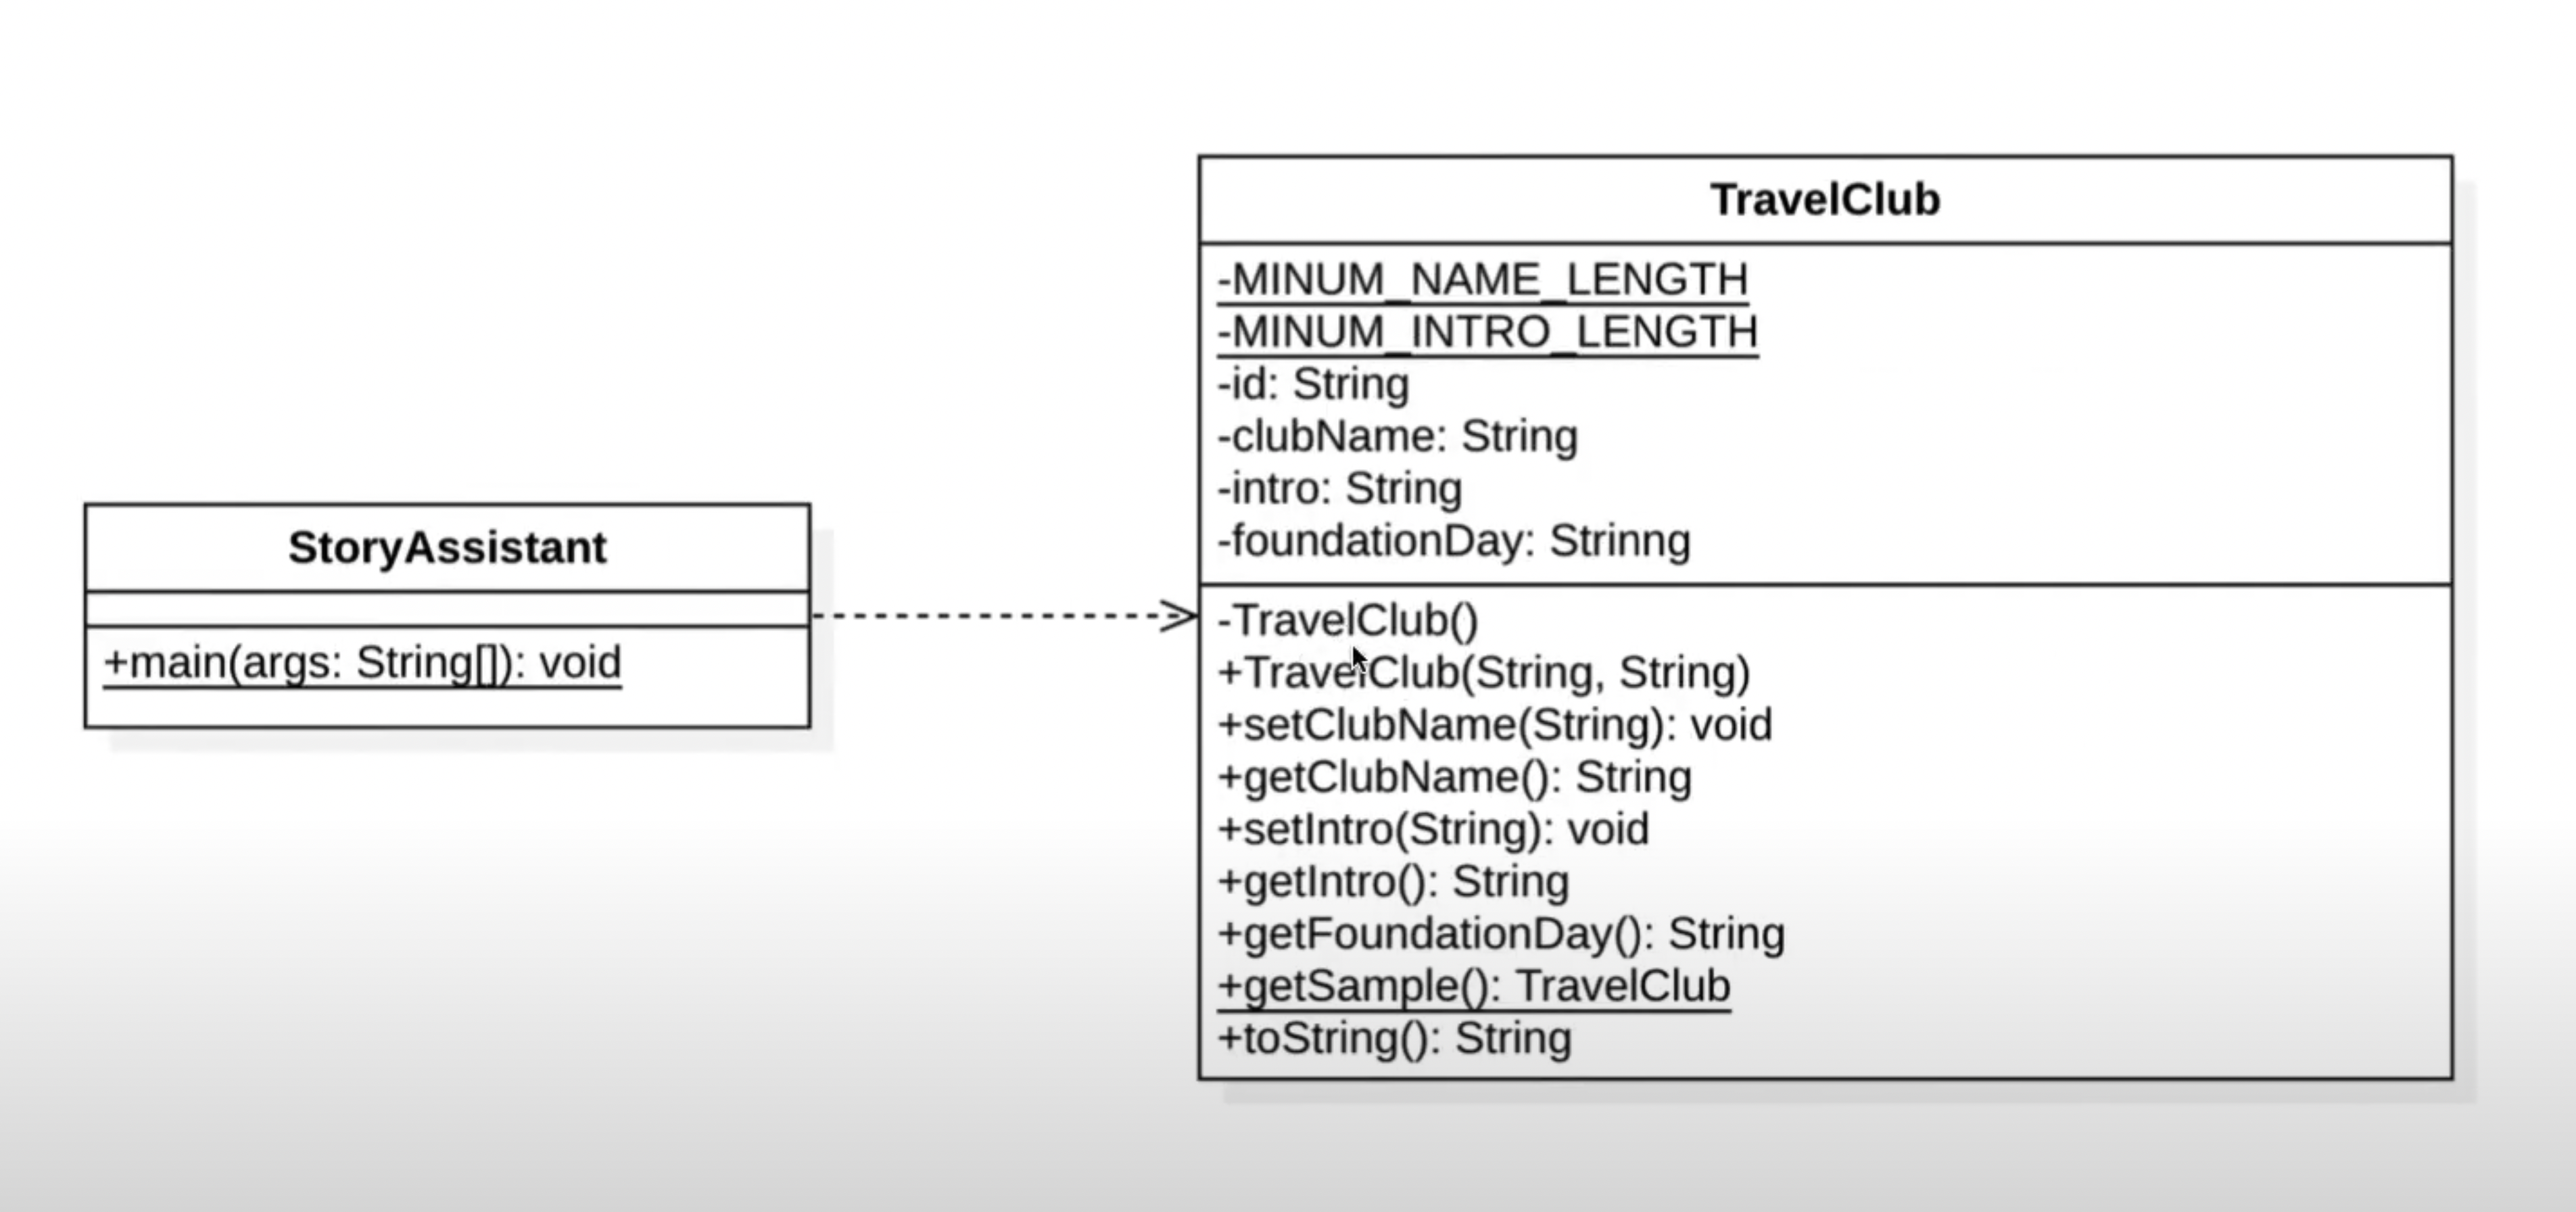 StoryAssistant
+main(args: String[]): void
TravelClub
-MINUM_NAME_LENGTH
-MINUM_INTRO_LENGTH
-id: String
-clubName: String
-intro: String
-foundationDay: Strinng
-TravelClub()
+TravelClub(String, String)
+setClubName(String): void
+getClubName(): String
+setIntro(String): void
+getIntro(): String
+getFoundationDay(): String
+getSample(): TravelClub
+toString(): String